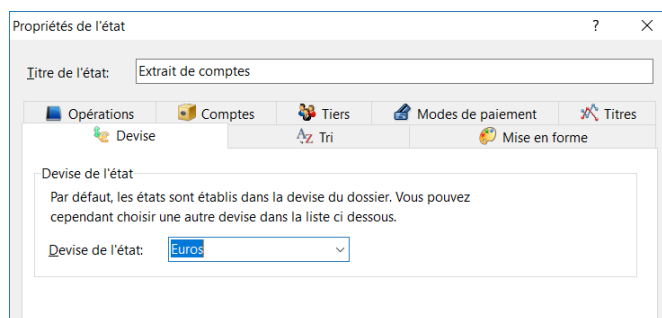 Propriétés de l'état ? ×
Titre de l'état: Extrait de comptes
Opérations Comptes Tiers Modes de paiement Titres
Devise Tri Mise en forme
Devise de l'état
Par défaut, les états sont établis dans la devise du dossier. Vous pouvez
cependant choisir une autre devise dans la liste ci dessous.
Devise de l'état: Euros